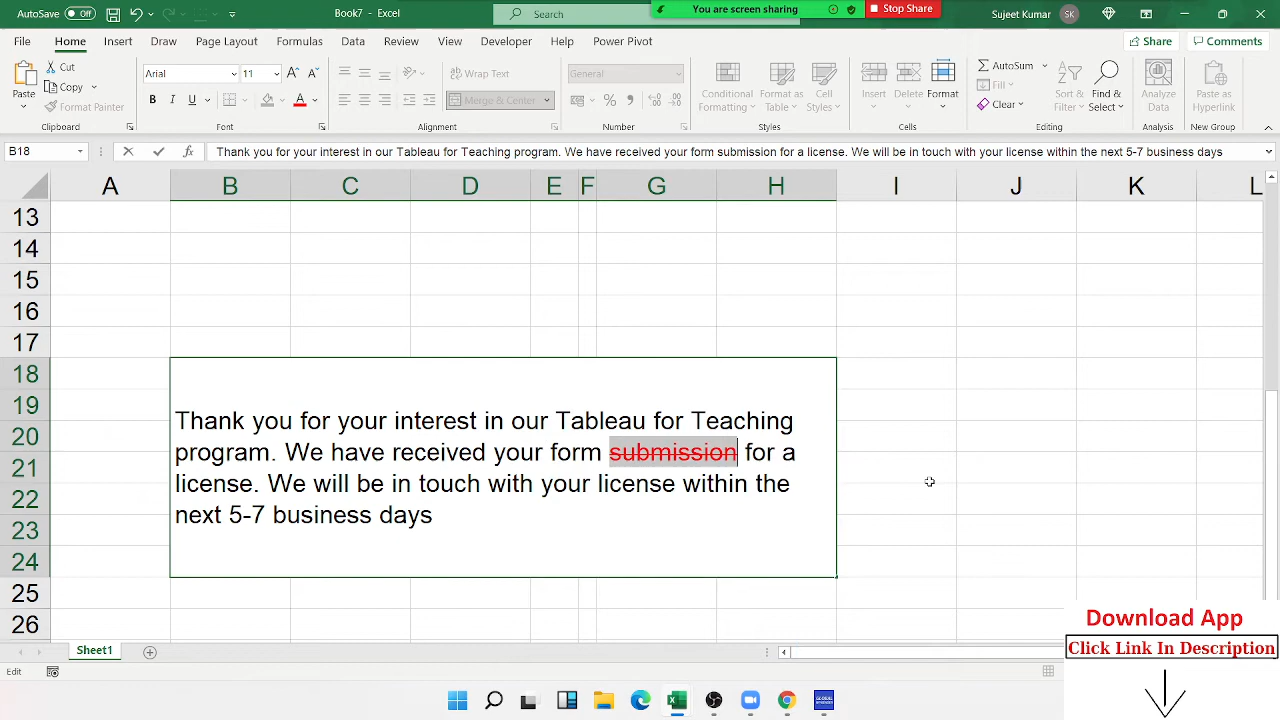 AutoSave Off Book7 - Excel Search You are screen sharing Stop Share Sujeet Kumar SK
File Home Insert Draw Page Layout Formulas Data Review View Developer Help Power Pivot Share Comments
Paste Cut Copy Format Painter Clipboard
Arial 11 A A B I U A Font
ab Wrap Text Merge & Center Alignment
General % , Number
Conditional Formatting Format as Table Cell Styles Styles
Insert Delete Format Cells
AutoSum Fill Clear Sort & Filter Find & Select Editing
Analyze Data Analysis
Paste as Hyperlink New Group
B18 fx Thank you for your interest in our Tableau for Teaching program. We have received your form submission for a license. We will be in touch with your license within the next 5-7 business days
A B C D E F G H I J K L
13
14
15
16
17
18
19
20
21
22
23
24
25
26
Thank you for your interest in our Tableau for Teaching
program. We have received your form submission for a
license. We will be in touch with your license within the
next 5-7 business days
Sheet1
Edit
Download App
Click Link In Description